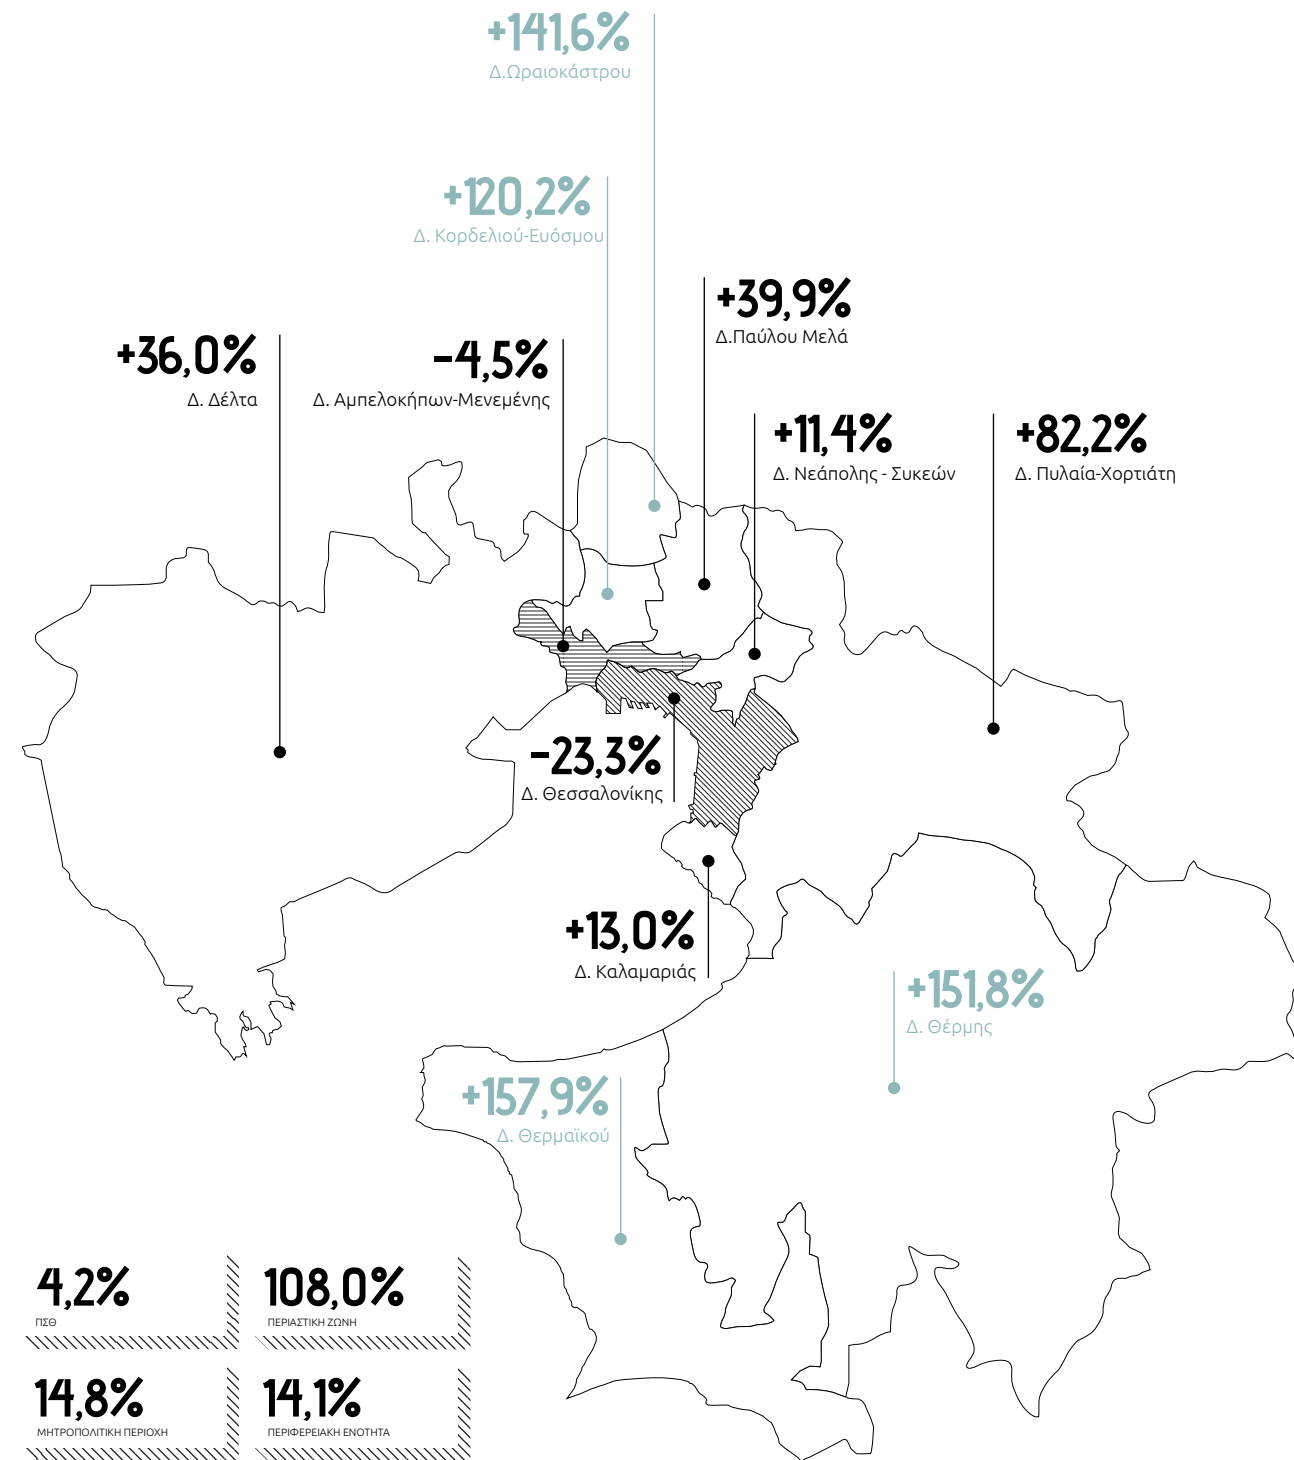 +141,6%
Δ.Ωραιοκάστρου
+120,2%
Δ. Κορδελιού-Ευόσμου
+39,9%
Δ.Παύλου Μελά
+36,0%
Δ. Δέλτα
-4,5%
Δ. Αμπελοκήπων-Μενεμένης
+11,4%
Δ. Νεάπολης - Συκεών
+82,2%
Δ. Πυλαία-Χορτιάτη
-23,3%
Δ. Θεσσαλονίκης
+13,0%
Δ. Καλαμαριάς
+151,8%
Δ. Θέρμης
+157,9%
Δ. Θερμαϊκού
4,2%
ΠΣΘ
108,0%
ΠΕΡΙΑΣΤΙΚΗ ΖΩΝΗ
14,8%
ΜΗΤΡΟΠΟΛΙΤΙΚΗ ΠΕΡΙΟΧΗ
14,1%
ΠΕΡΙΦΕΡΕΙΑΚΗ ΕΝΟΤΗΤΑ